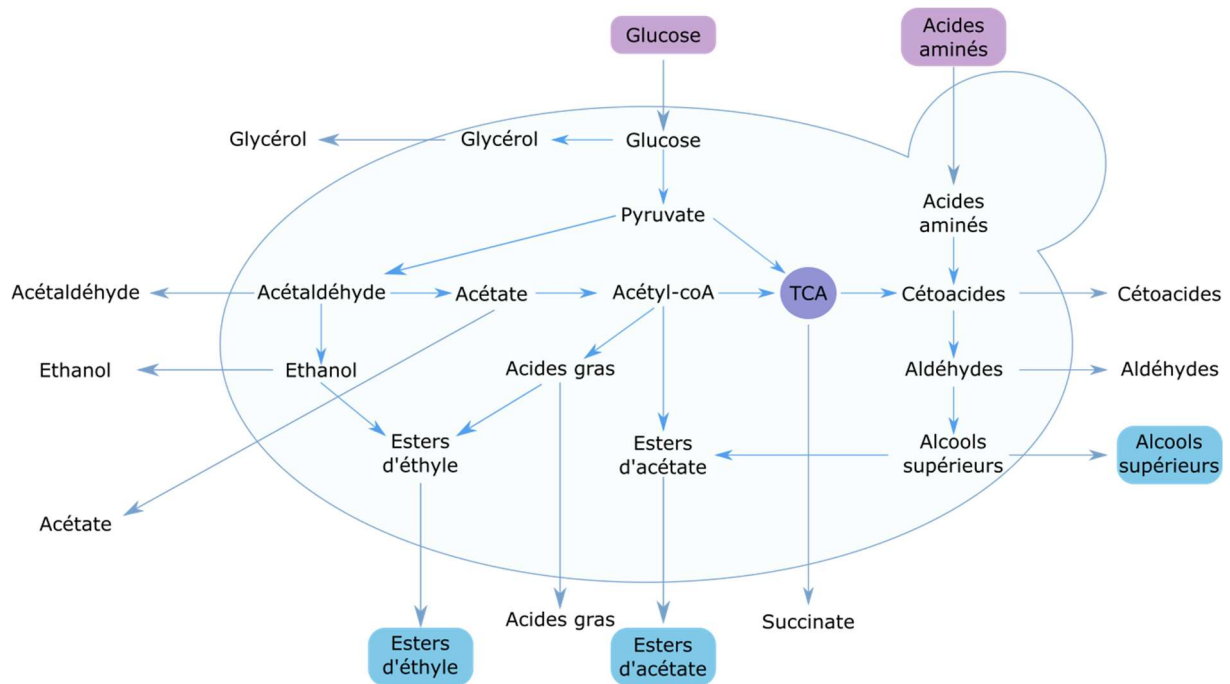 Glucose
Acides
aminés
Glycérol
Glycérol
Glucose
Acides
aminés
Pyruvate
Acétaldéhyde
Acétaldéhyde
Acétate
Acétyl-coA
TCA
Cétoacides
Cétoacides
Ethanol
Ethanol
Acides gras
Aldéhydes
Aldéhydes
Esters
d'éthyle
Esters
d'acétate
Alcools
supérieurs
Alcools
supérieurs
Acétate
Esters
d'éthyle
Acides gras
Esters
d'acétate
Succinate